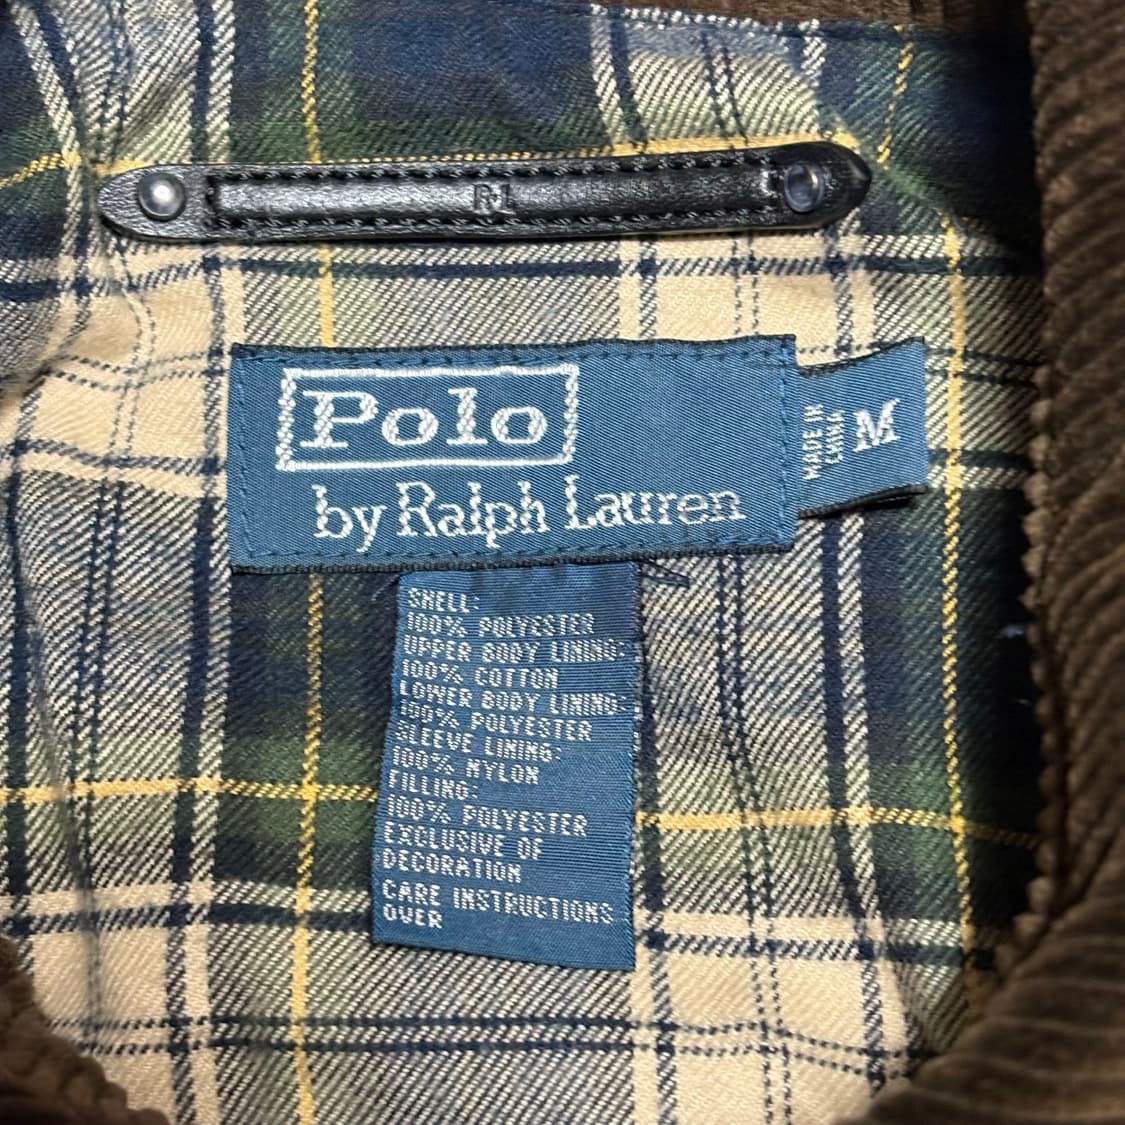 RL
Polo
by Ralph Lauren
M
MADE IN
CHINA
SHELL:
100% POLYESTER
UPPER BODY LINING:
100% COTTON
LOWER BODY LINING:
100% POLYESTER
SLEEVE LINING:
100% NYLON
FILLING:
100% POLYESTER
EXCLUSIVE OF
DECORATION
CARE INSTRUCTIONS
OVER